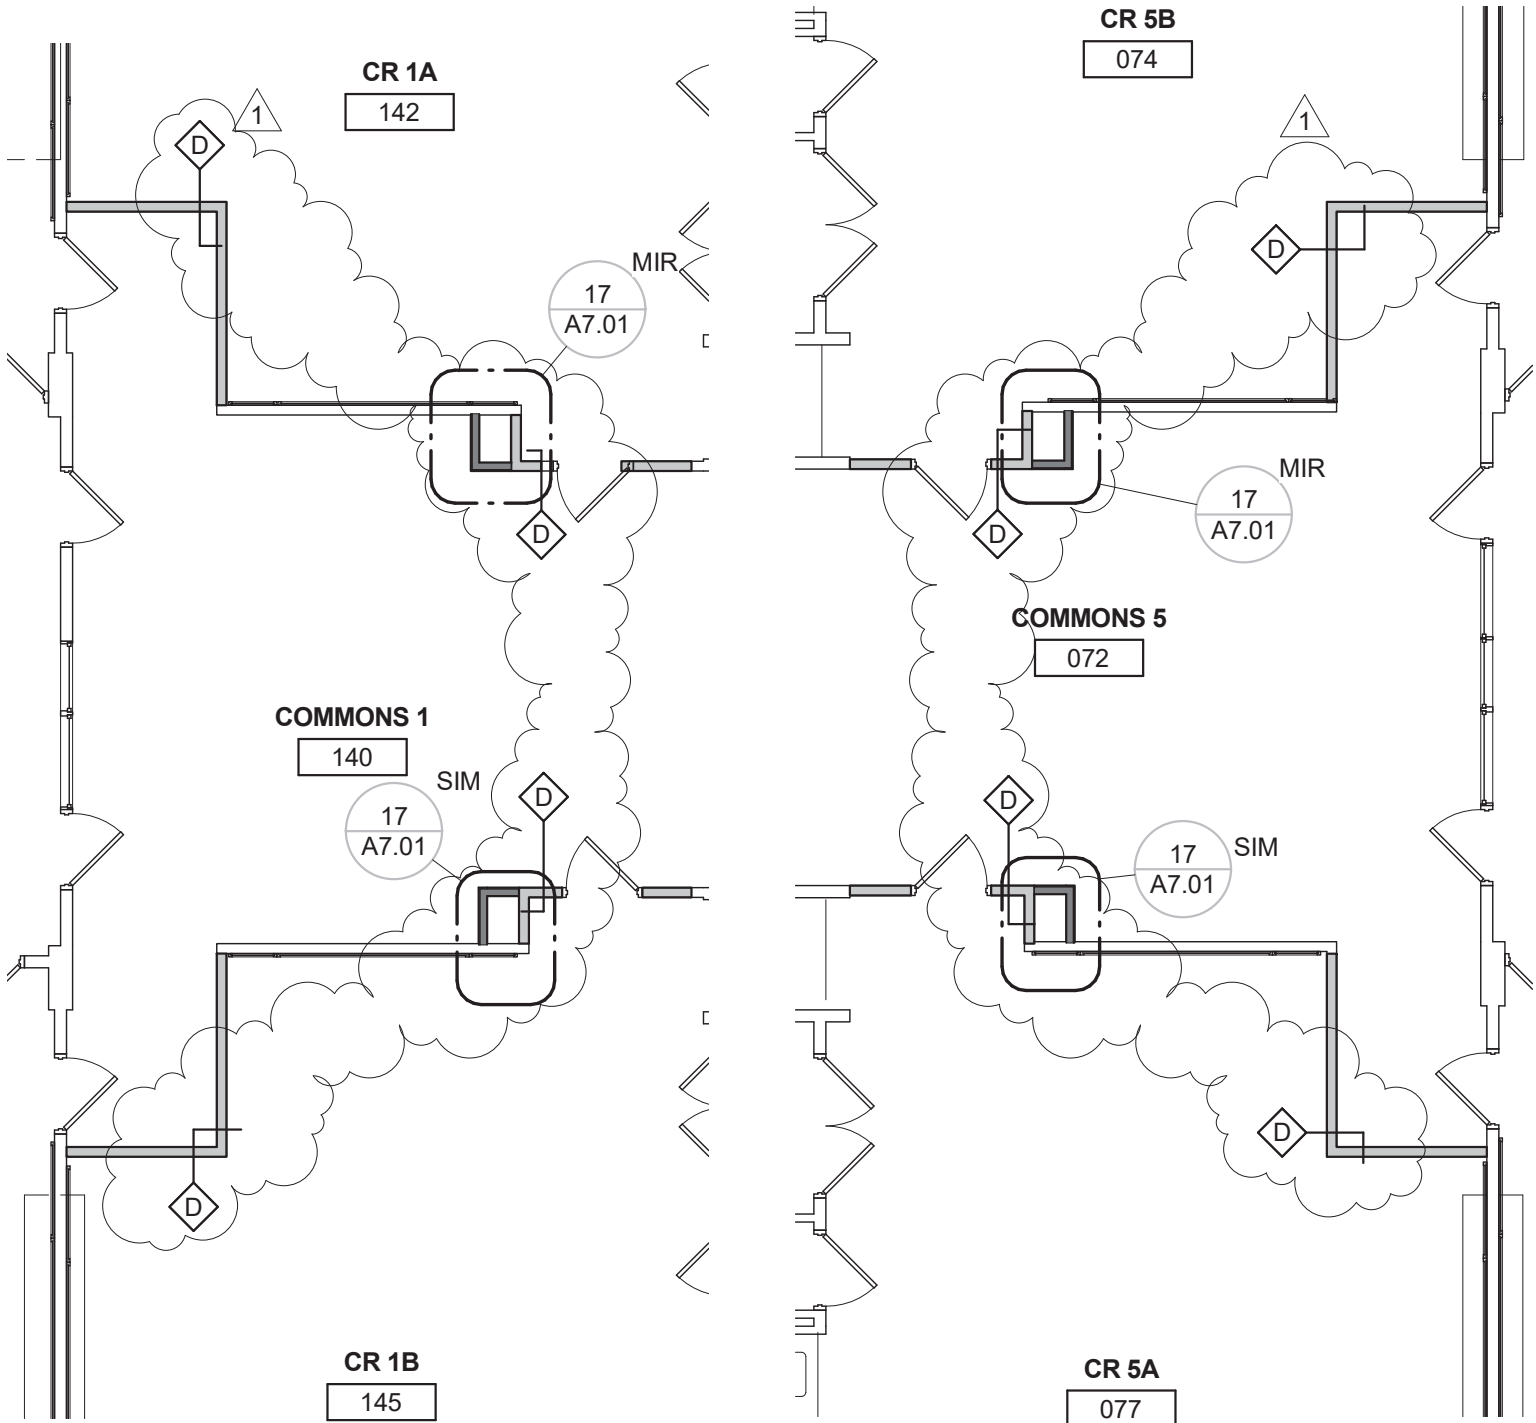 CR 1A
142
1
D
MIR
17
A7.01
D
COMMONS 1
140
SIM
17
A7.01
D
D
CR 1B
145
CR 5B
074
1
D
MIR
17
A7.01
D
COMMONS 5
072
D
17
A7.01
SIM
D
CR 5A
077